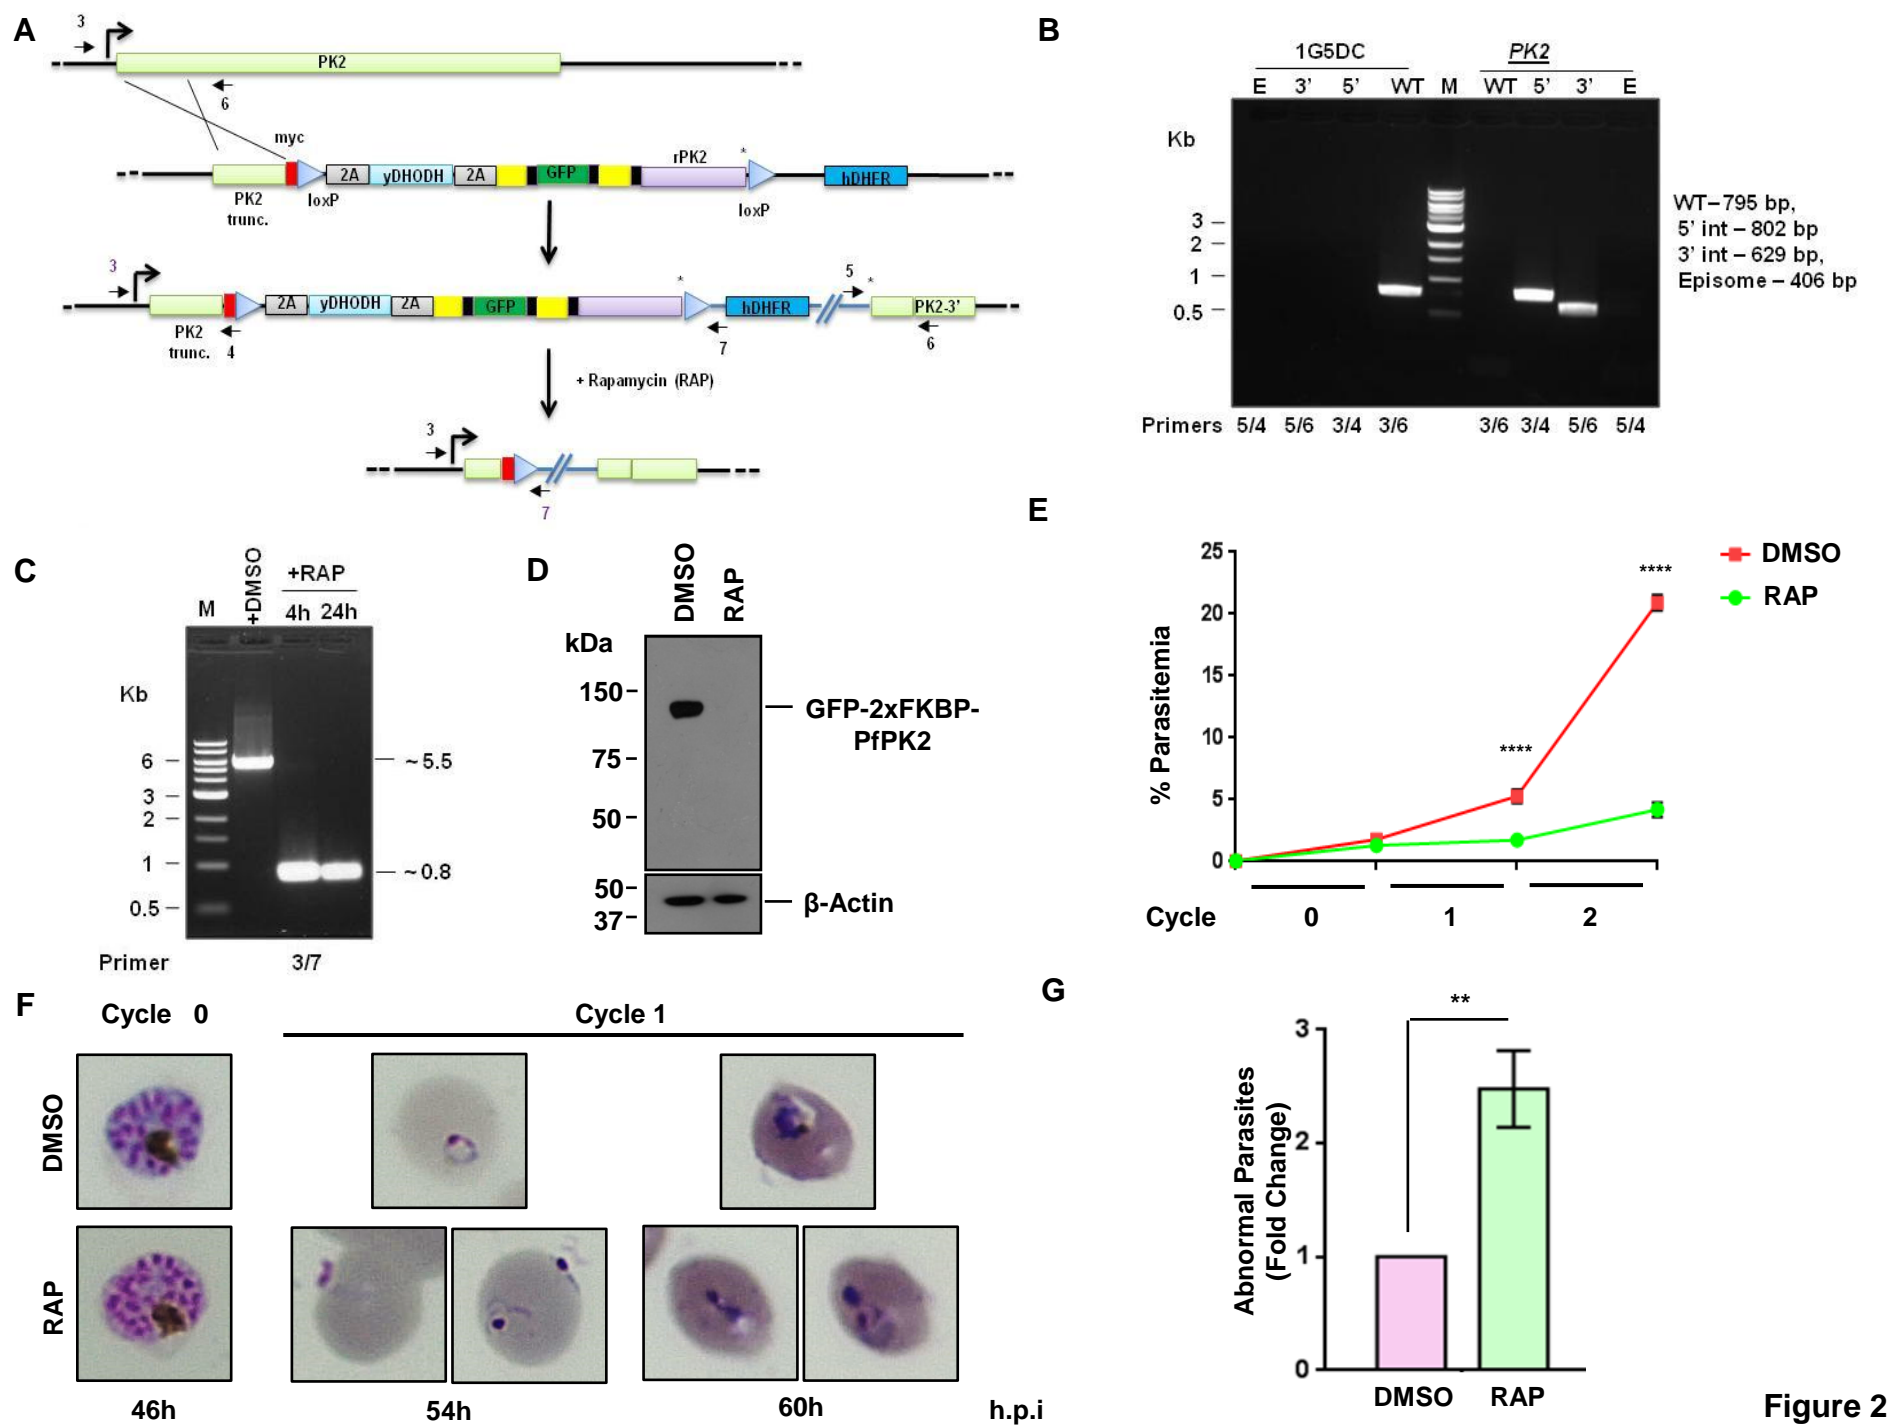 A
3
PK2
6
myc
rPK2
*
2A
yDHODH
2A
GFP
hDHFR
PK2
trunc.
loxP
loxP
3
5
*
*
2A
yDHODH
2A
GFP
hDHFR
PK2-3'
PK2
trunc.
4
7
6
+ Rapamycin (RAP)
3
7
B
1G5DC
PK2
E 3' 5' WT M WT 5' 3' E
Kb
3
2
1
0.5
WT–795 bp,
5' int – 802 bp
3' int – 629 bp,
Episome – 406 bp
Primers 5/4 5/6 3/4 3/6 3/6 3/4 5/6 5/4
C
+DMSO
+RAP
M
4h 24h
Kb
6
3
2
1
0.5
~5.5
~0.8
Primer 3/7
D
DMSO
RAP
kDa
150
75
50
50
37
GFP-2xFKBP-
PfPK2
β-Actin
E
25
20
15
10
5
0
% Parasitemia
****
****
DMSO
RAP
Cycle 0 1 2
F
Cycle 0
Cycle 1
DMSO
RAP
46h
54h
60h
h.p.i
G
**
3
2
1
0
Abnormal Parasites
(Fold Change)
DMSO
RAP
Figure 2